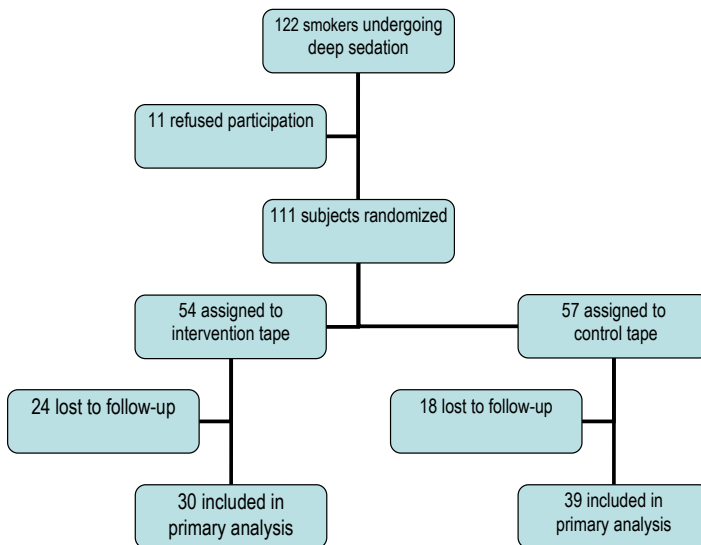 122 smokers undergoing
deep sedation
11 refused participation
111 subjects randomized
54 assigned to
intervention tape
57 assigned to
control tape
24 lost to follow-up
18 lost to follow-up
30 included in
primary analysis
39 included in
primary analysis